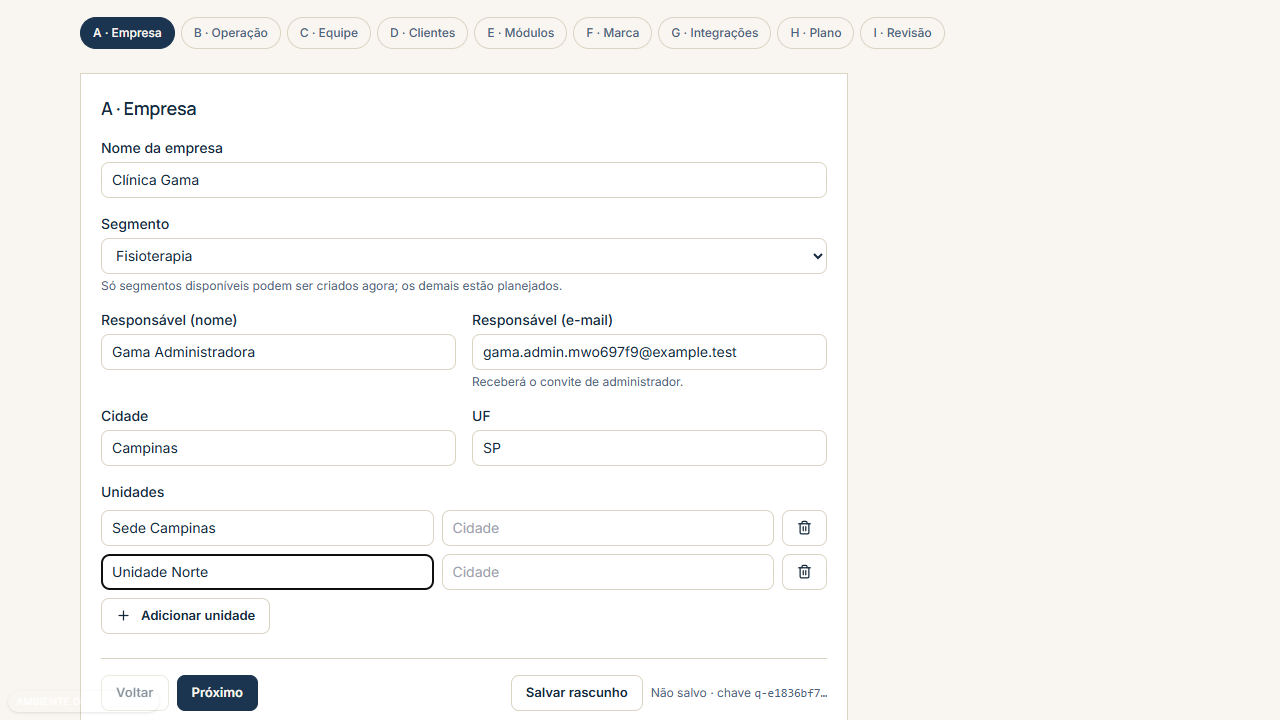 A · Empresa
B · Operação
C · Equipe
D · Clientes
E · Módulos
F · Marca
G · Integrações
H · Plano
I · Revisão
A · Empresa
Nome da empresa
Clínica Gama
Segmento
Fisioterapia
Só segmentos disponíveis podem ser criados agora; os demais estão planejados.
Responsável (nome)
Responsável (e-mail)
Gama Administradora
gama.admin.mwo697f9@example.test
Receberá o convite de administrador.
Cidade
UF
Campinas
SP
Unidades
Sede Campinas
Cidade
Unidade Norte
Cidade
Adicionar unidade
Voltar
Próximo
Salvar rascunho
Não salvo · chave q-e1836bf7…